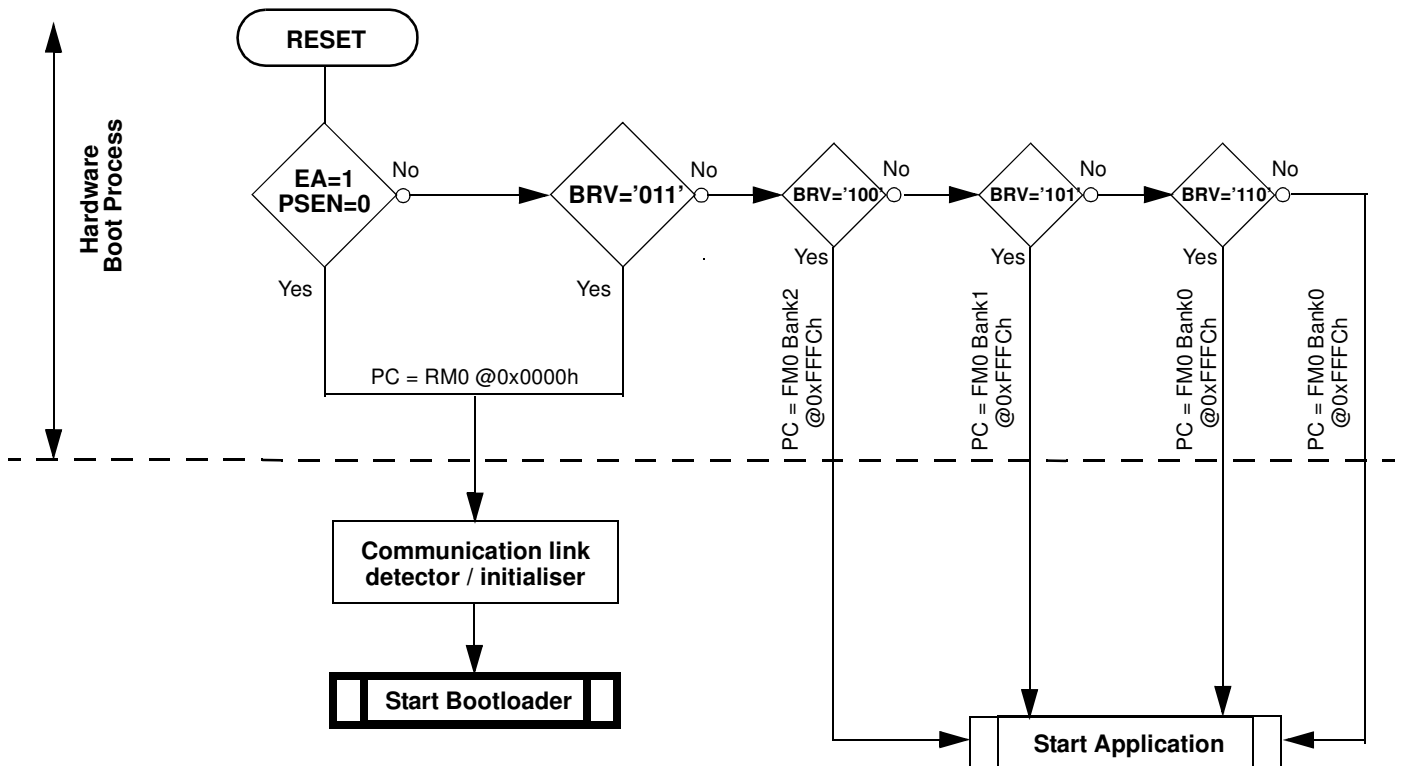 RESET
Hardware
Boot Process
EA=1
PSEN=0
No
Yes
BRV='011'
No
Yes
BRV='100'
No
Yes
BRV='101'
No
Yes
BRV='110'
No
Yes
PC = RM0 @0x0000h
PC = FM0 Bank2
@0xFFFCh
PC = FM0 Bank1
@0xFFFCh
PC = FM0 Bank0
@0xFFFCh
PC = FM0 Bank0
@0xFFFCh
Communication link
detector / initialiser
Start Bootloader
Start Application